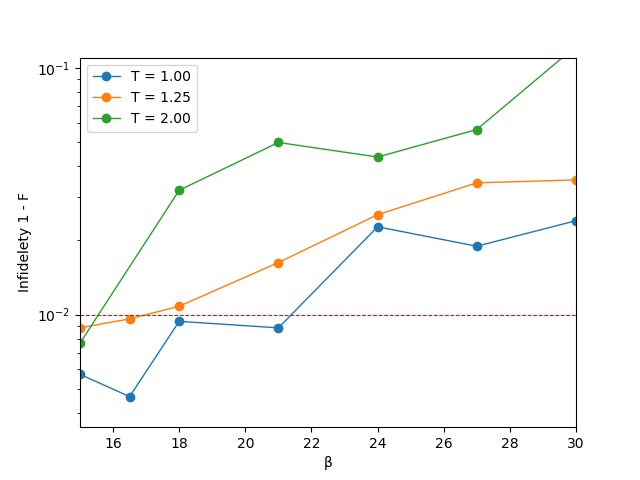 10⁻¹
T = 1.00
T = 1.25
T = 2.00
Infidelety 1 - F
10⁻²
16 18 20 22 24 26 28 30
β